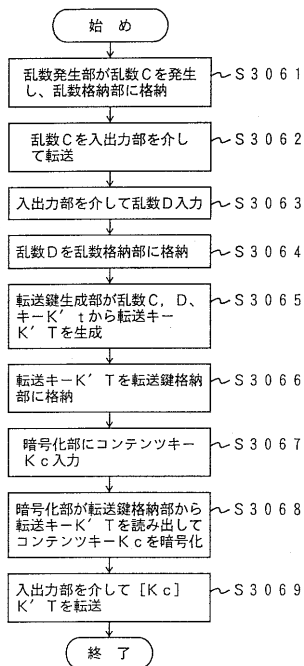 始め
乱数発生部が乱数Cを発生
し、乱数格納部に格納
S3061
乱数Cを入出力部を介し
て転送
S3062
入出力部を介して乱数D入力
S3063
乱数Dを乱数格納部に格納
S3064
転送鍵生成部が乱数C,D、
キーK′tから転送キー
K′Tを生成
S3065
転送キーK′Tを転送鍵格納
部に格納
S3066
暗号化部にコンテンツキー
Kc入力
S3067
暗号化部が転送鍵格納部から
転送キーK′Tを読み出して
コンテンツキーKcを暗号化
S3068
入出力部を介して[Kc]
K′Tを転送
S3069
終了